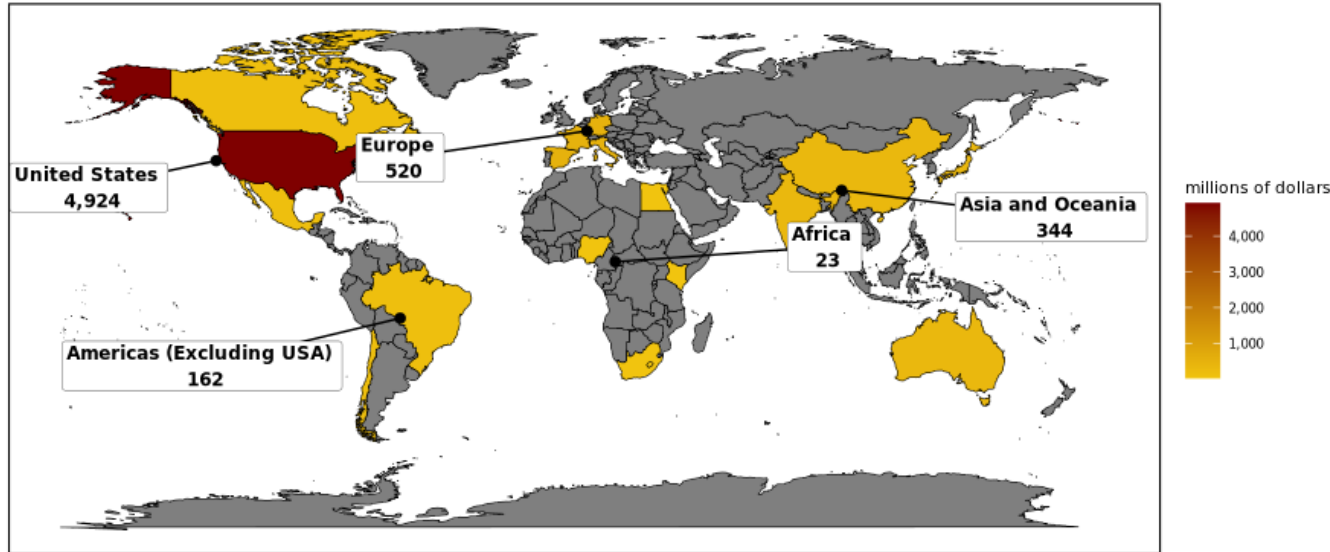 United States
4,924
Europe
520
Asia and Oceania
344
Africa
23
Americas (Excluding USA)
162
millions of dollars
4,000
3,000
2,000
1,000